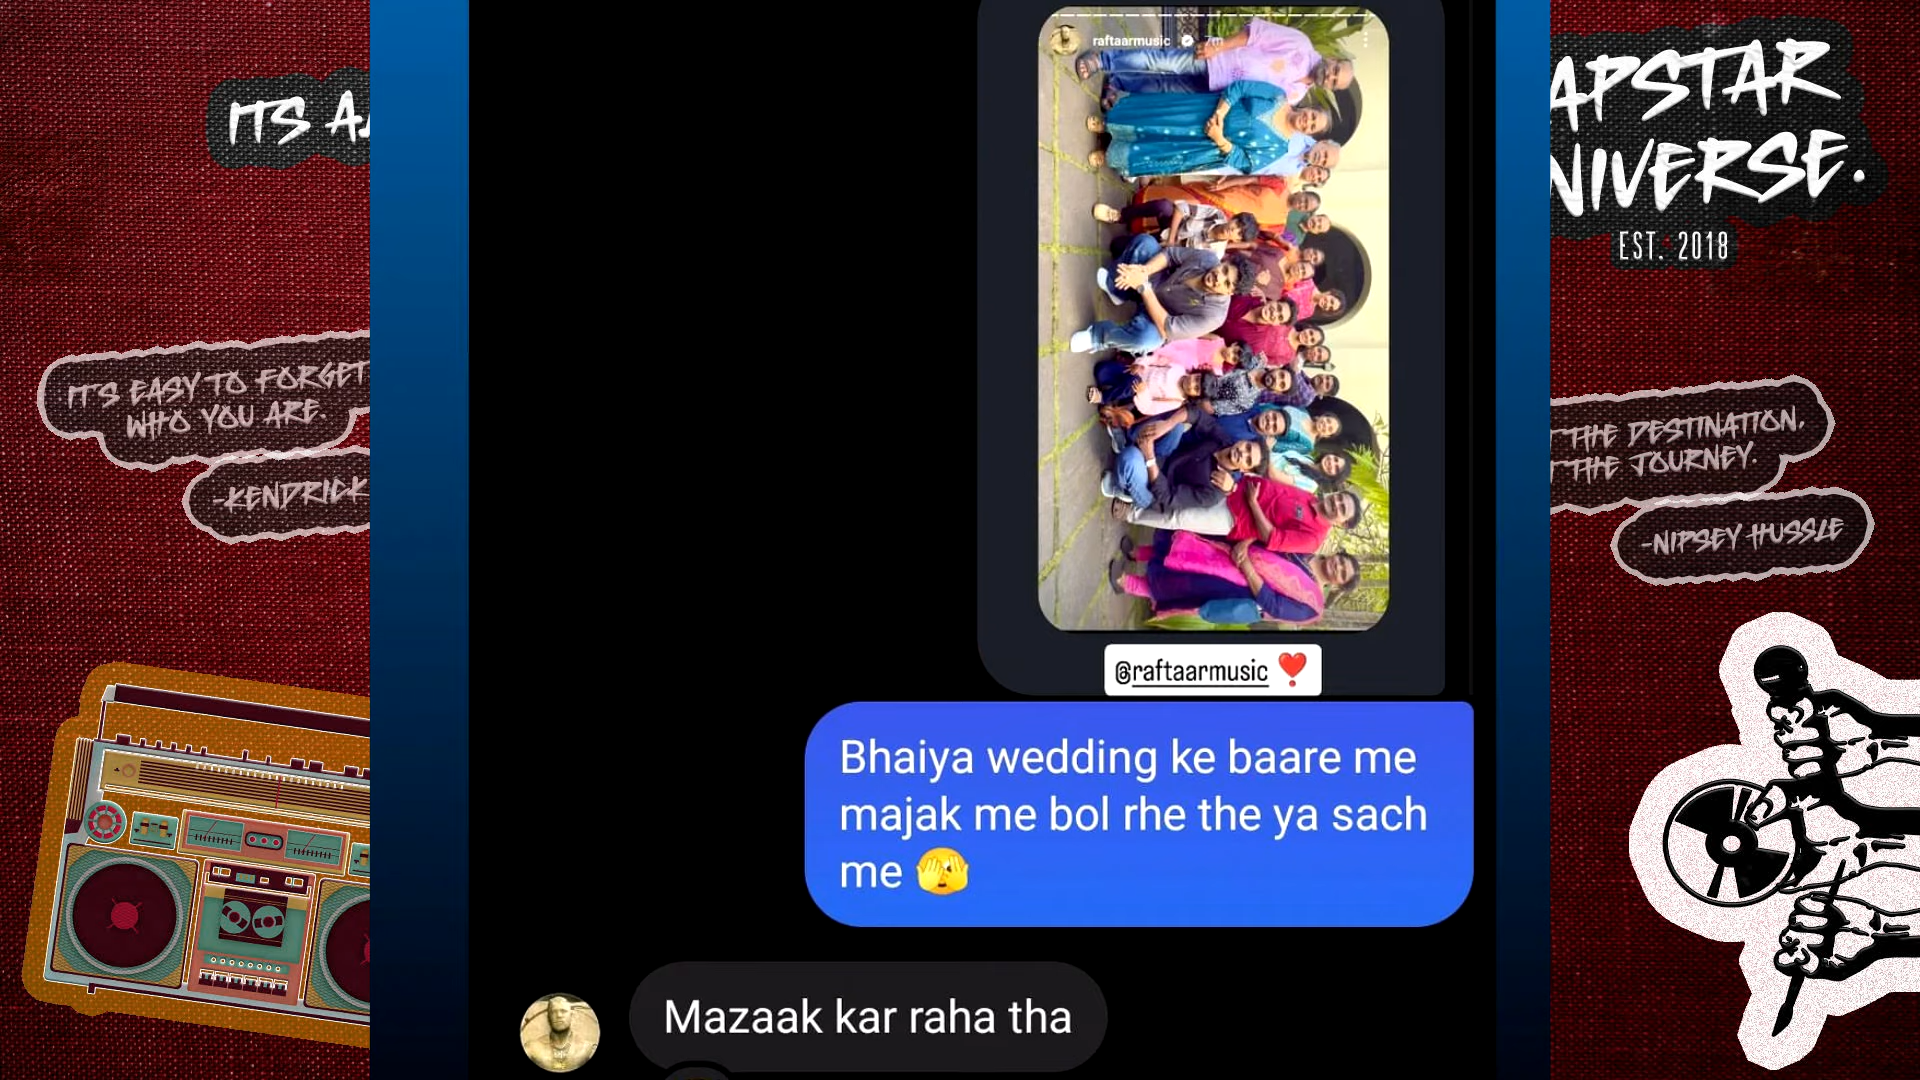 ITS A
APSTAR
NIVERSE.
EST. 2018
IT'S EASY TO FORGET
WHO YOU ARE.
-KENDRICK
THE DESTINATION,
THE JOURNEY.
-NIPSEY HUSSLE
raftaarmusic 7m
@raftaarmusic ❣️
Bhaiya wedding ke baare me
majak me bol rhe the ya sach
me 🫣
Mazaak kar raha tha